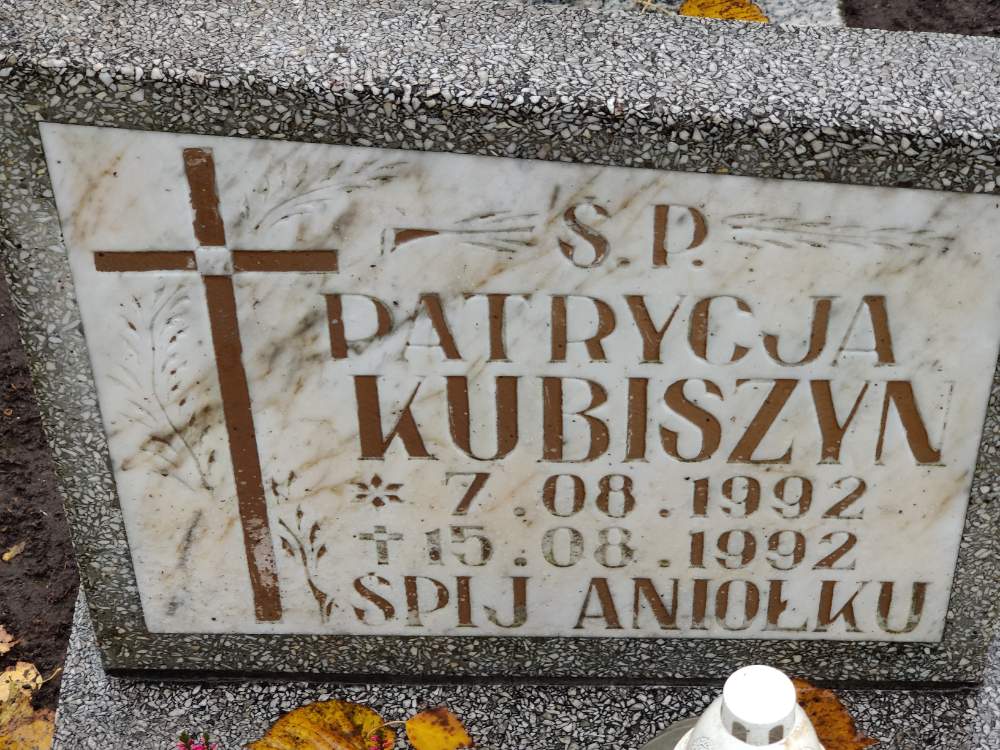 Ś.P.
PATRYCJA
KUBISZYN
* 7.08.1992
✝ 15.08.1992
ŚPIJ ANIOŁKU